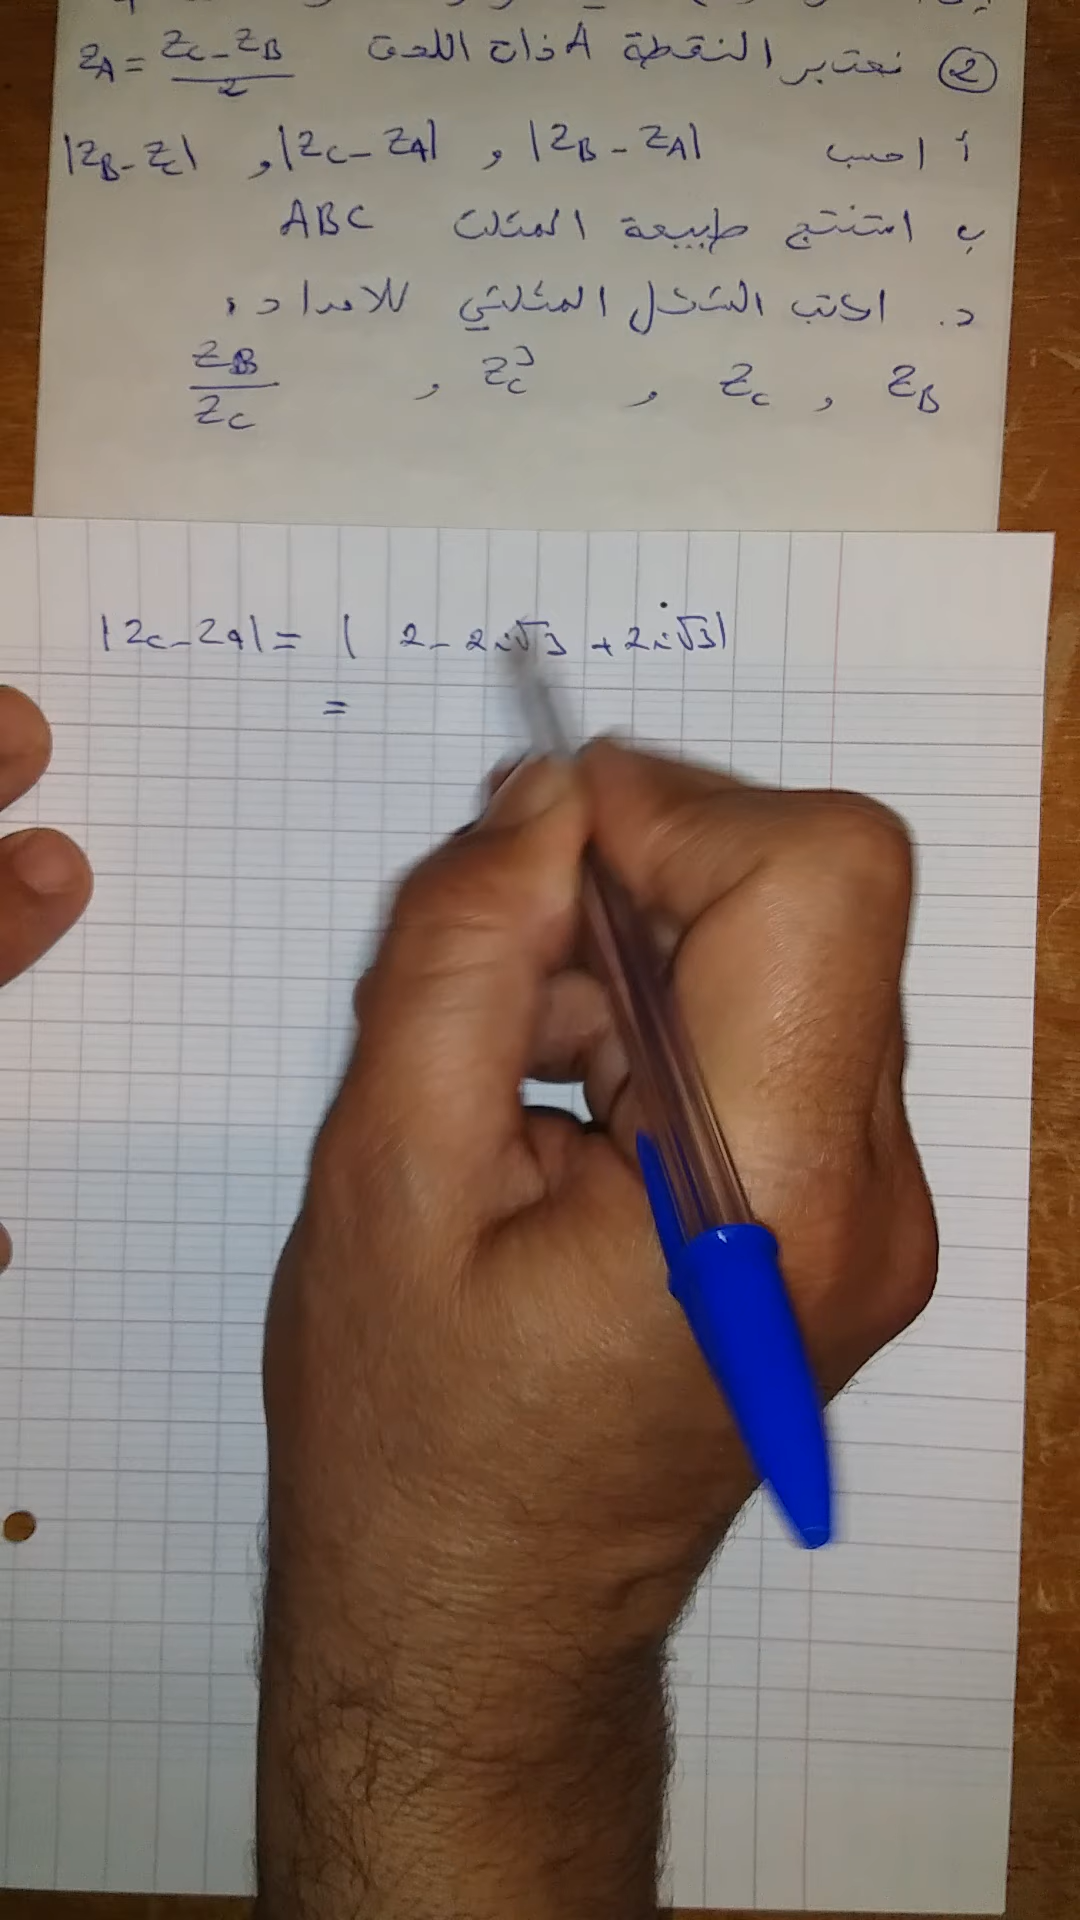 ② نعتبر النقطة A ذات اللاحقة z_A = (z_C - z_B)/2
أ احسب |z_B - z_A| , |z_C - z_A| , |z_B - z_C|
ب استنتج طبيعة المثلث ABC
د. اكتب الشكل المثلثي للاعداد:
z_B , z_C , z_C^3 , z_B/z_C
|z_C - z_A| = | 2 - 2i√3 + 2i√3|
=